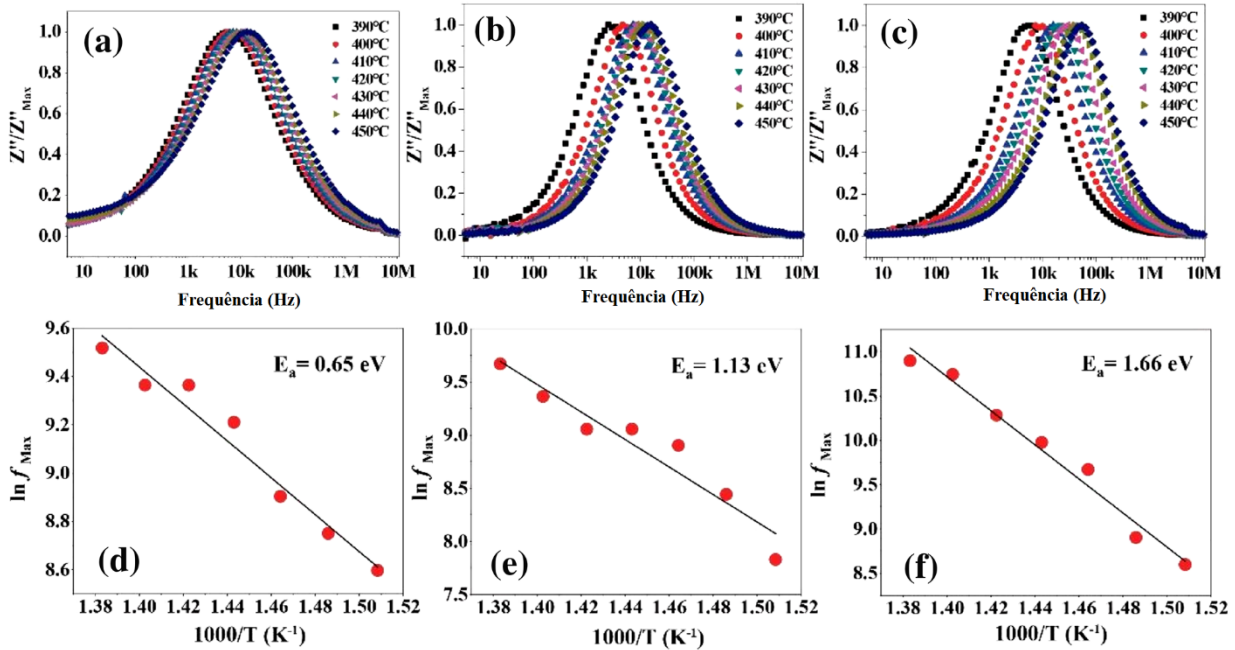 (a)
390°C
400°C
410°C
420°C
430°C
440°C
450°C
Z''/Z''Max
1.0
0.8
0.6
0.4
0.2
0.0
10 100 1k 10k 100k 1M 10M
Frequência (Hz)
(b)
390°C
400°C
410°C
420°C
430°C
440°C
450°C
Z''/Z''Max
1.0
0.8
0.6
0.4
0.2
0.0
10 100 1k 10k 100k 1M 10M
Frequência (Hz)
(c)
390°C
400°C
410°C
420°C
430°C
440°C
450°C
Z''/Z''Max
1.0
0.8
0.6
0.4
0.2
0.0
10 100 1k 10k 100k 1M 10M
Frequência (Hz)
(d)
Ea = 0.65 eV
ln f Max
9.6
9.4
9.2
9.0
8.8
8.6
1.38 1.40 1.42 1.44 1.46 1.48 1.50 1.52
1000/T (K-1)
(e)
Ea = 1.13 eV
ln f Max
10.0
9.5
9.0
8.5
8.0
7.5
1.38 1.40 1.42 1.44 1.46 1.48 1.50 1.52
1000/T (K-1)
(f)
Ea = 1.66 eV
ln f Max
11.0
10.5
10.0
9.5
9.0
8.5
1.38 1.40 1.42 1.44 1.46 1.48 1.50 1.52
1000/T (K-1)